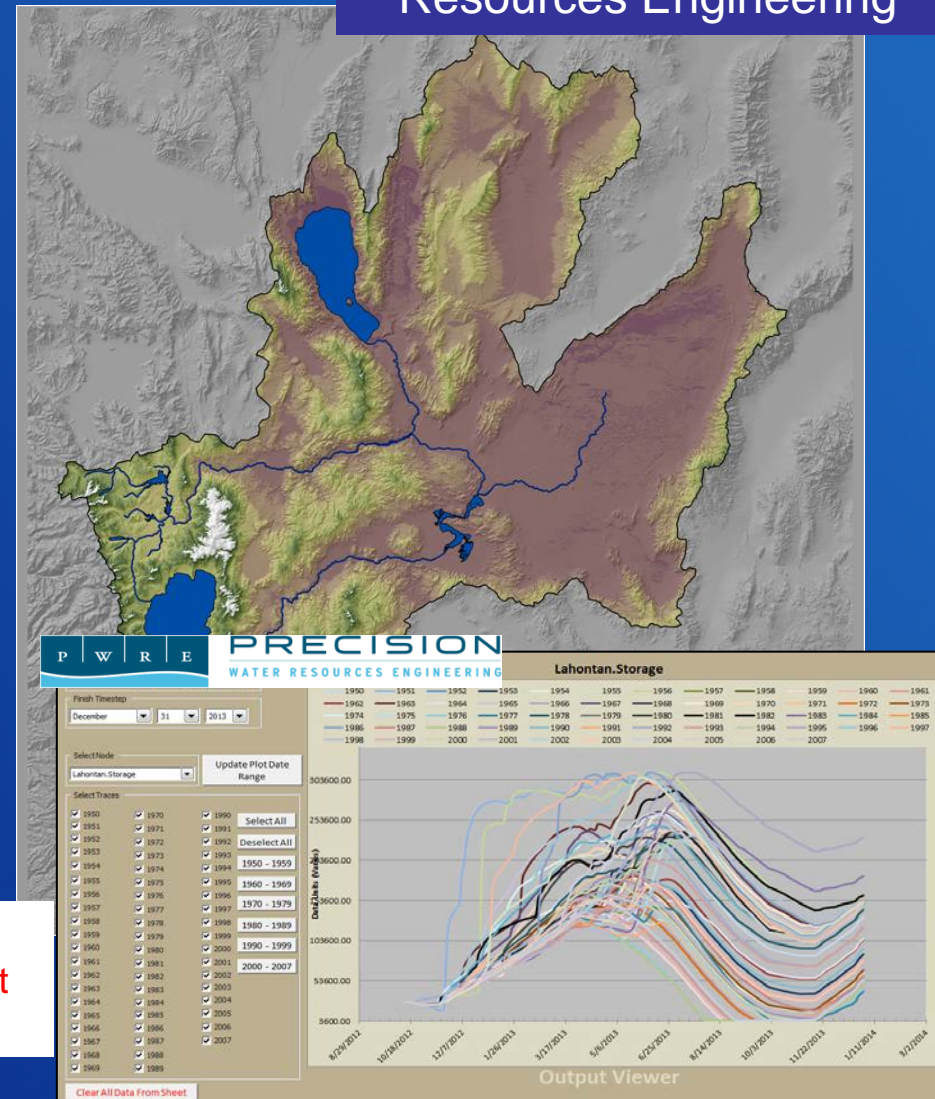 Resources Engineering
P W R E
PRECISION
WATER RESOURCES ENGINEERING
Finish Timestep
December 31 2013
Select Node
Lahontan.Storage
Update Plot Date
Range
Select Traces
1950 1970 1990
1951 1971 1991
1952 1972 1992
1953 1973 1993
1954 1974 1994
1955 1975 1995
1956 1976 1996
1957 1977 1997
1958 1978 1998
1959 1979 1999
1960 1980 2000
1961 1981 2001
1962 1982 2002
1963 1983 2003
1964 1984 2004
1965 1985 2005
1966 1986 2006
1967 1987 2007
1968 1988
1969 1989
Select All
Deselect All
1950 - 1959
1960 - 1969
1970 - 1979
1980 - 1989
1990 - 1999
2000 - 2007
Clear All Data From Sheet
Lahontan.Storage
1950 1951 1952 1953 1954 1955 1956 1957 1958 1959 1960 1961
1962 1963 1964 1965 1966 1967 1968 1969 1970 1971 1972 1973
1974 1975 1976 1977 1978 1979 1980 1981 1982 1983 1984 1985
1986 1987 1988 1989 1990 1991 1992 1993 1994 1995 1996 1997
1998 1999 2000 2001 2002 2003 2004 2005 2006 2007
Data Units (Values)
303600.00
253600.00
3600.00
3600.00
103600.00
53600.00
3600.00
8/29/2012 10/18/2012 12/7/2012 1/26/2013 3/17/2013 5/6/2013 6/25/2013 8/14/2013 10/3/2013 11/22/2013 1/11/2014 3/2/2014
Output Viewer
t